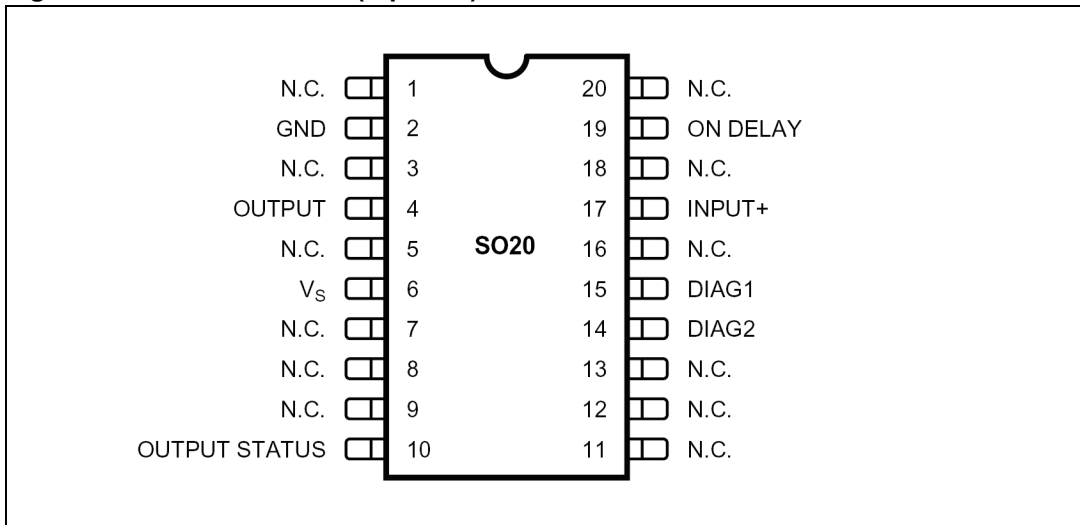 N.C. 1 20 N.C.
GND 2 19 ON DELAY
N.C. 3 18 N.C.
OUTPUT 4 17 INPUT+
N.C. 5 SO20 16 N.C.
VS 6 15 DIAG1
N.C. 7 14 DIAG2
N.C. 8 13 N.C.
N.C. 9 12 N.C.
OUTPUT STATUS 10 11 N.C.